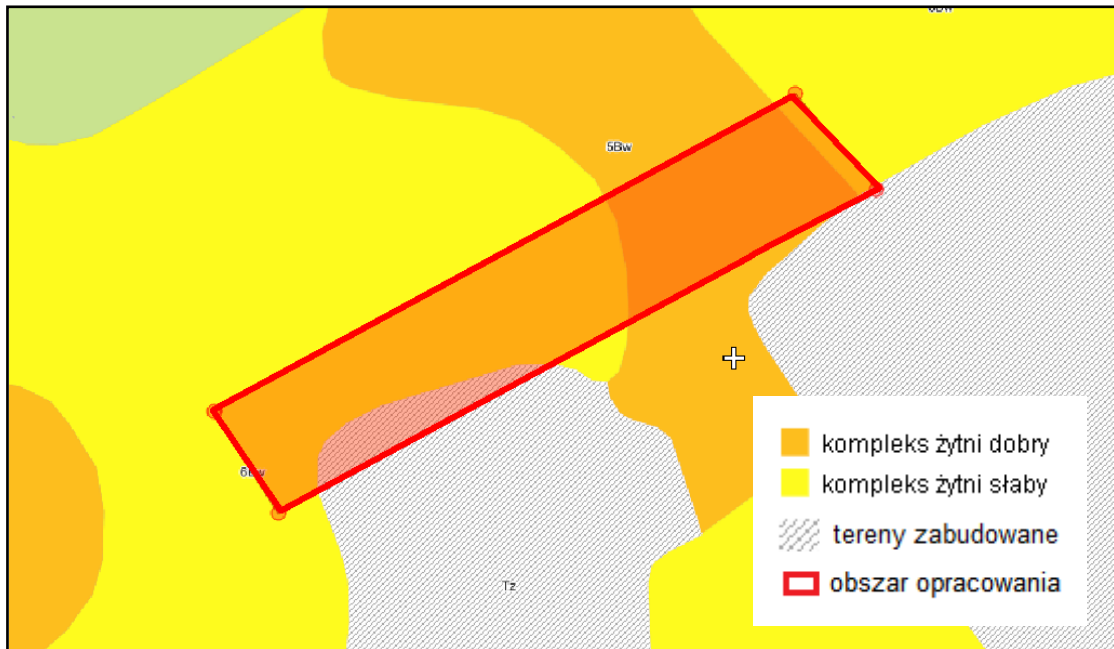 5Bw
Tz
kompleks żytni dobry
kompleks żytni słaby
tereny zabudowane
obszar opracowania